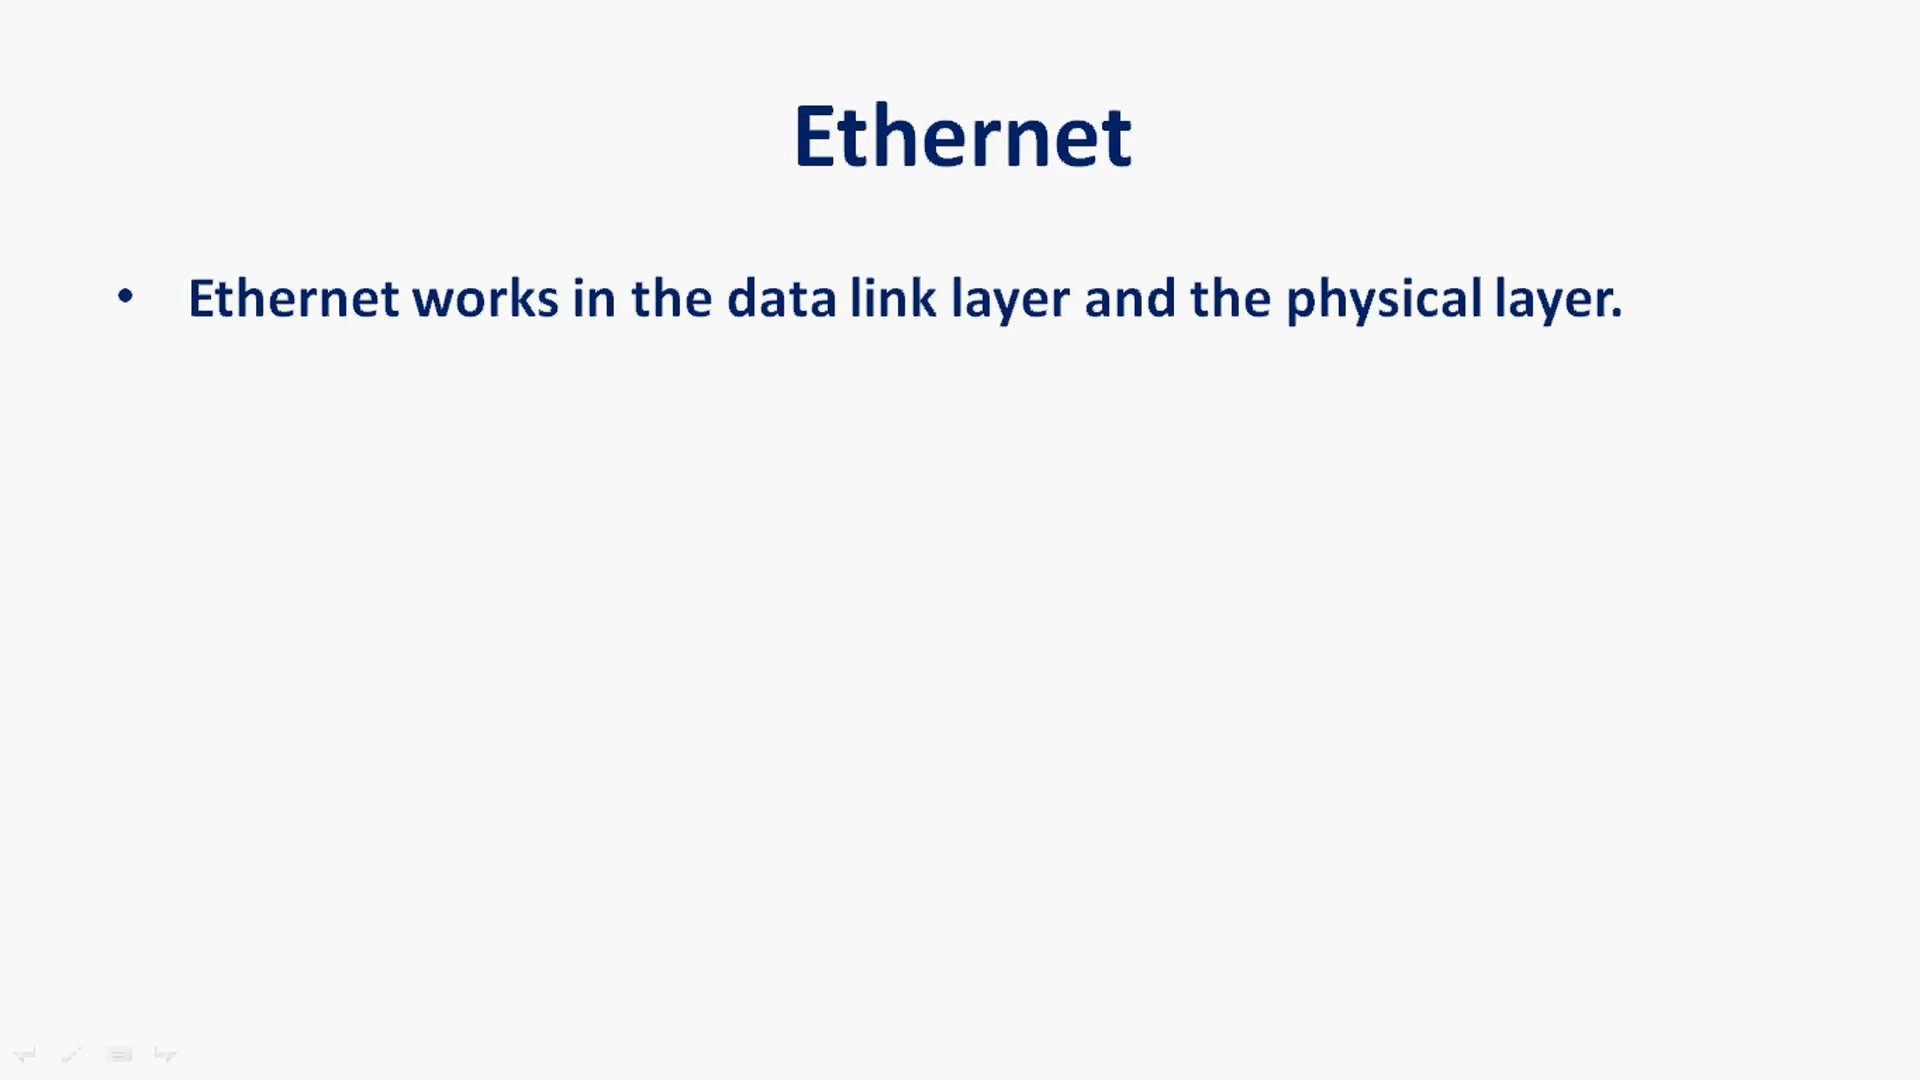 Ethernet
• Ethernet works in the data link layer and the physical layer.